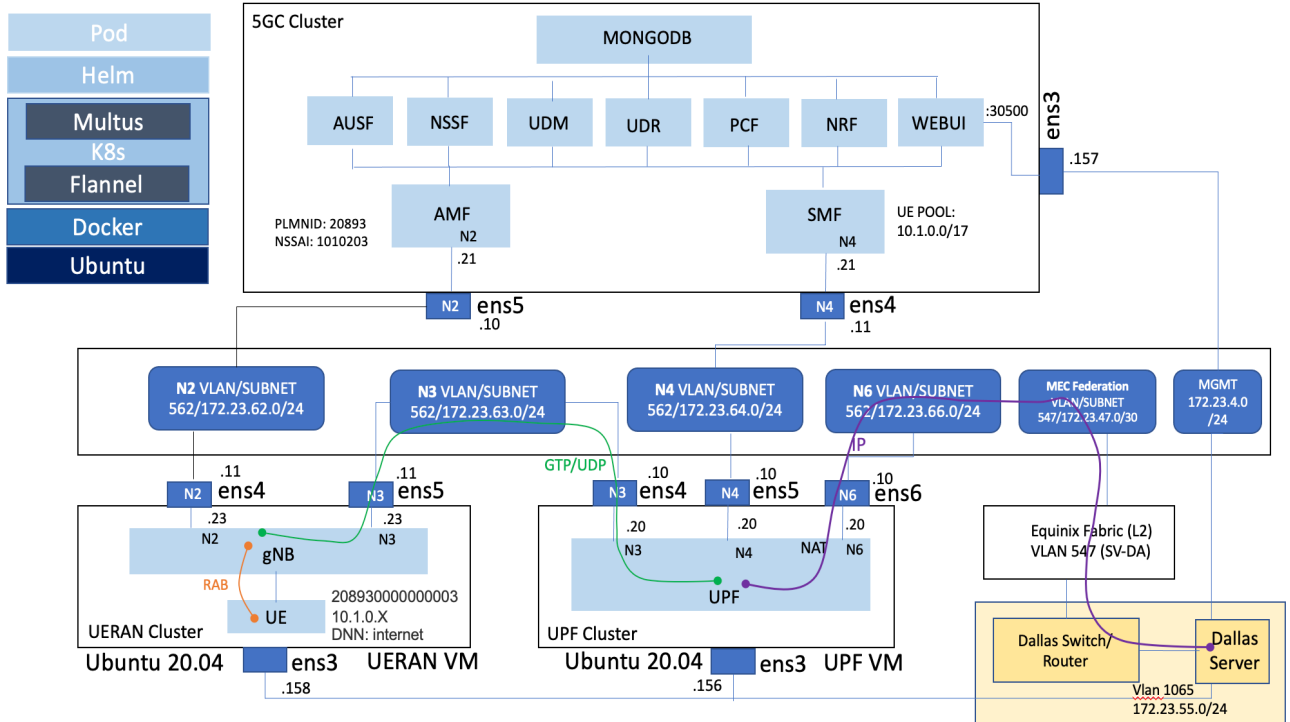 5GC Cluster
Pod
Helm
Multus
K8s
Flannel
Docker
Ubuntu
MONGODB
AUSF
NSSF
UDM
UDR
PCF
NRF
WEBUI
:30500
ens3
.157
AMF
N2
.21
PLMNID: 20893
NSSAI: 1010203
SMF
N4
.21
UE POOL:
10.1.0.0/17
N2
ens5
.10
N4
ens4
.11
N2 VLAN/SUBNET
562/172.23.62.0/24
N3 VLAN/SUBNET
562/172.23.63.0/24
N4 VLAN/SUBNET
562/172.23.64.0/24
N6 VLAN/SUBNET
562/172.23.66.0/24
MEC Federation
VLAN/SUBNET
547/172.23.47.0/30
MGMT
172.23.4.0
/24
GTP/UDP
IP
N2
.11
ens4
N3
.11
ens5
N3
.10
ens4
N4
.10
ens5
N6
.10
ens6
.23
N2
.23
N3
gNB
RAB
UE
208930000000003
10.1.0.X
DNN: internet
UERAN Cluster
.20
N3
.20
N4
NAT
.20
N6
UPF
UPF Cluster
Equinix Fabric (L2)
VLAN 547 (SV-DA)
Dallas Switch/
Router
Dallas
Server
Vlan 1065
172.23.55.0/24
Ubuntu 20.04
ens3
UERAN VM
.158
Ubuntu 20.04
ens3
UPF VM
.156